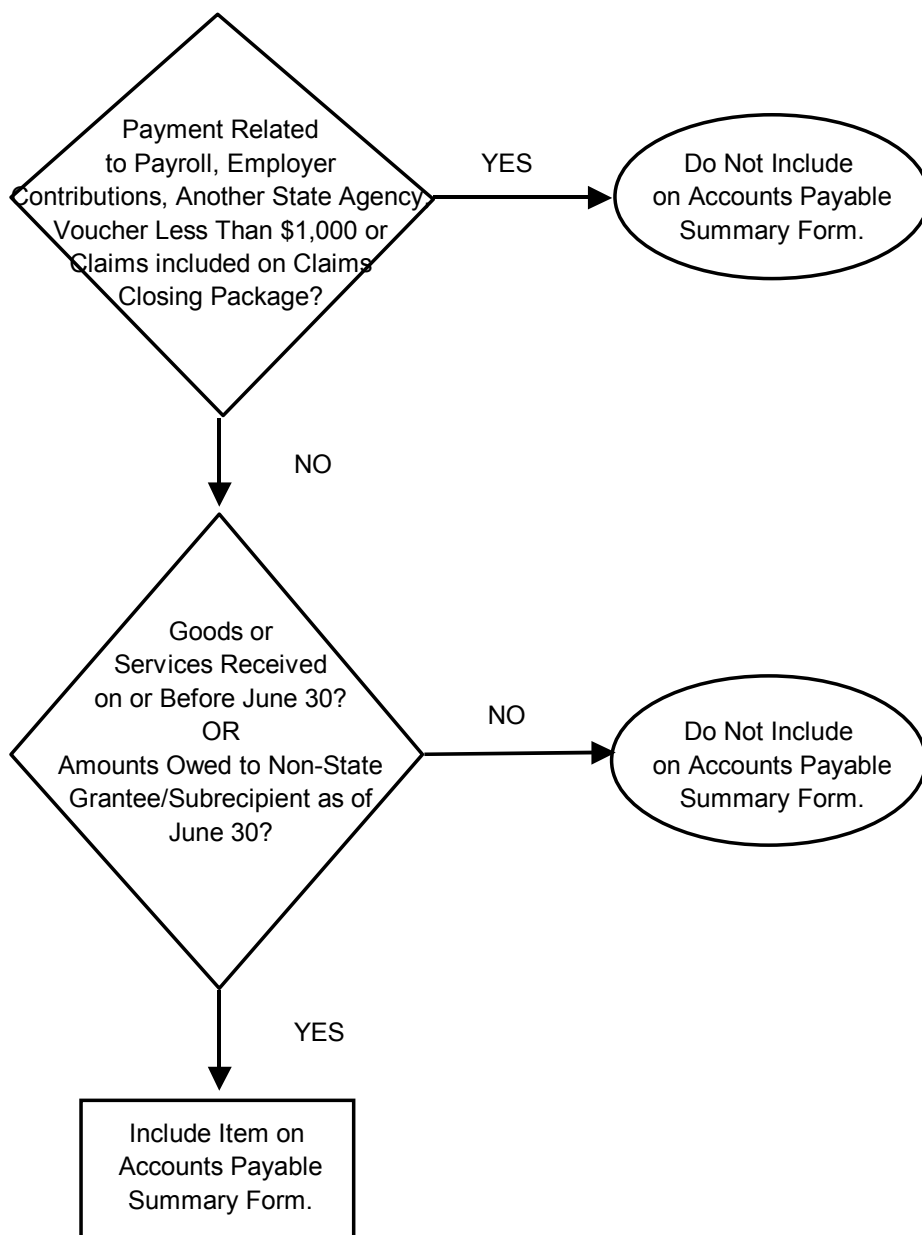 Payment Related
to Payroll, Employer
Contributions, Another State Agency
Voucher Less Than $1,000 or
Claims included on Claims
Closing Package?
YES
Do Not Include
on Accounts Payable
Summary Form.
NO
Goods or
Services Received
on or Before June 30?
OR
Amounts Owed to Non-State
Grantee/Subrecipient as of
June 30?
NO
Do Not Include
on Accounts Payable
Summary Form.
YES
Include Item on
Accounts Payable
Summary Form.